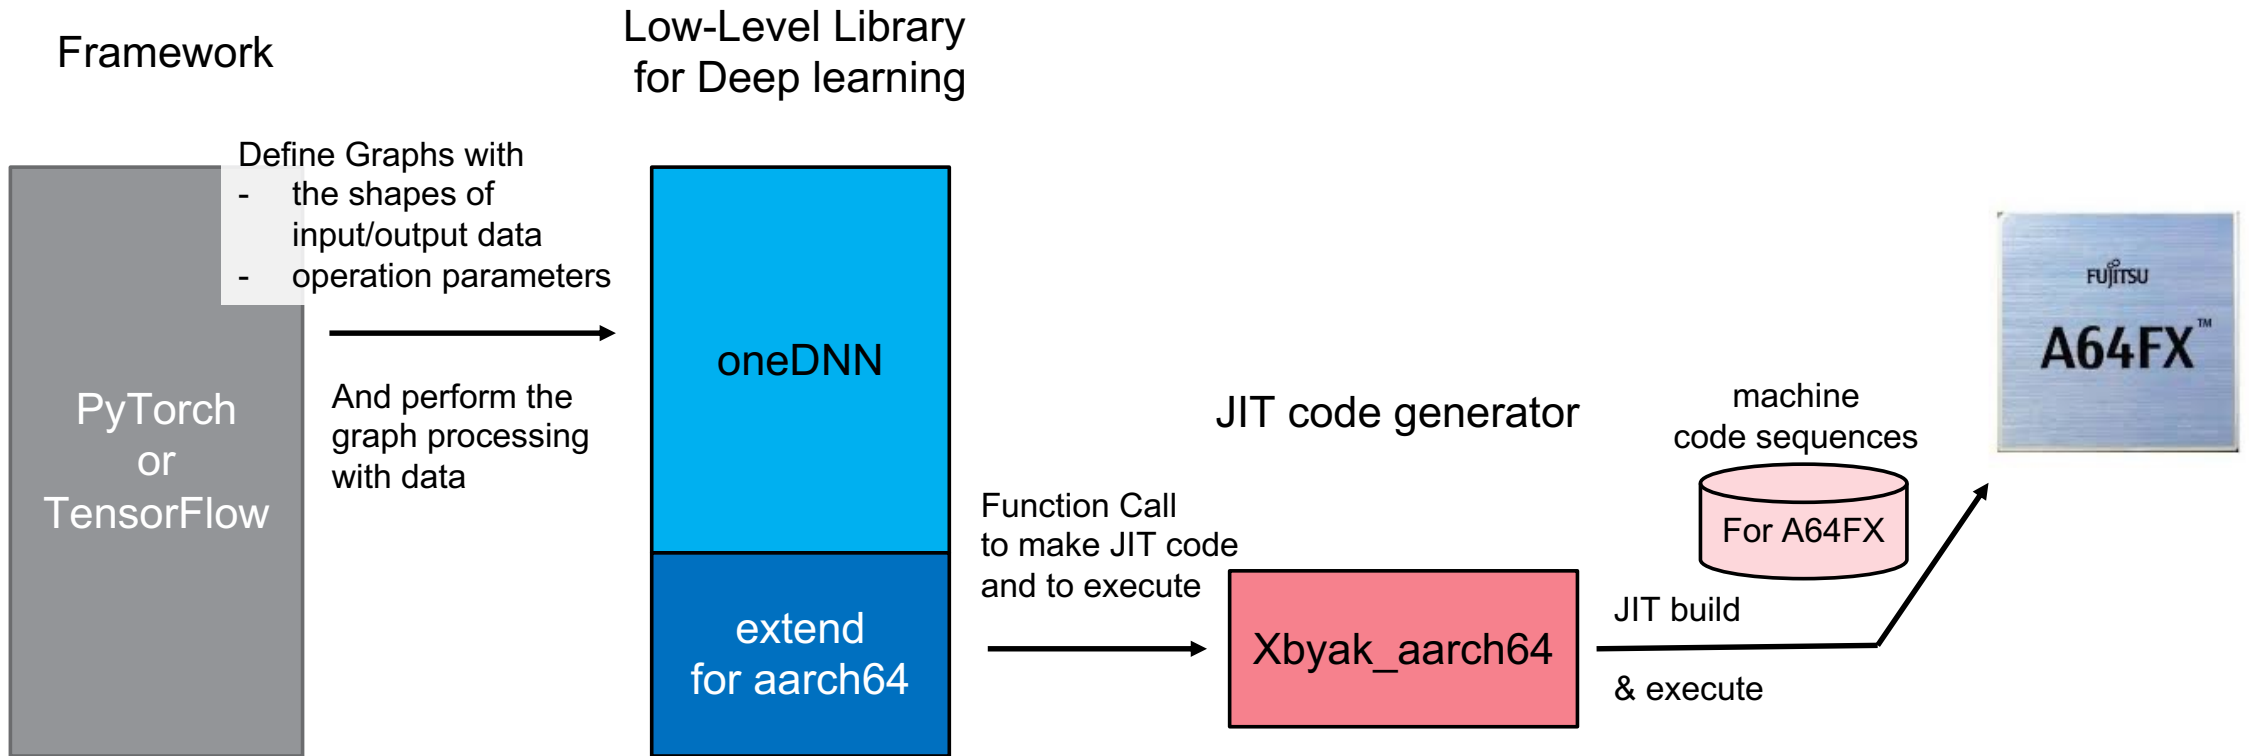 Framework
Low-Level Library
for Deep learning
Define Graphs with
- the shapes of
input/output data
- operation parameters
And perform the
graph processing
with data
PyTorch
or
TensorFlow
oneDNN
extend
for aarch64
Function Call
to make JIT code
and to execute
JIT code generator
Xbyak_aarch64
machine
code sequences
For A64FX
JIT build
& execute
FUJITSU
A64FX™